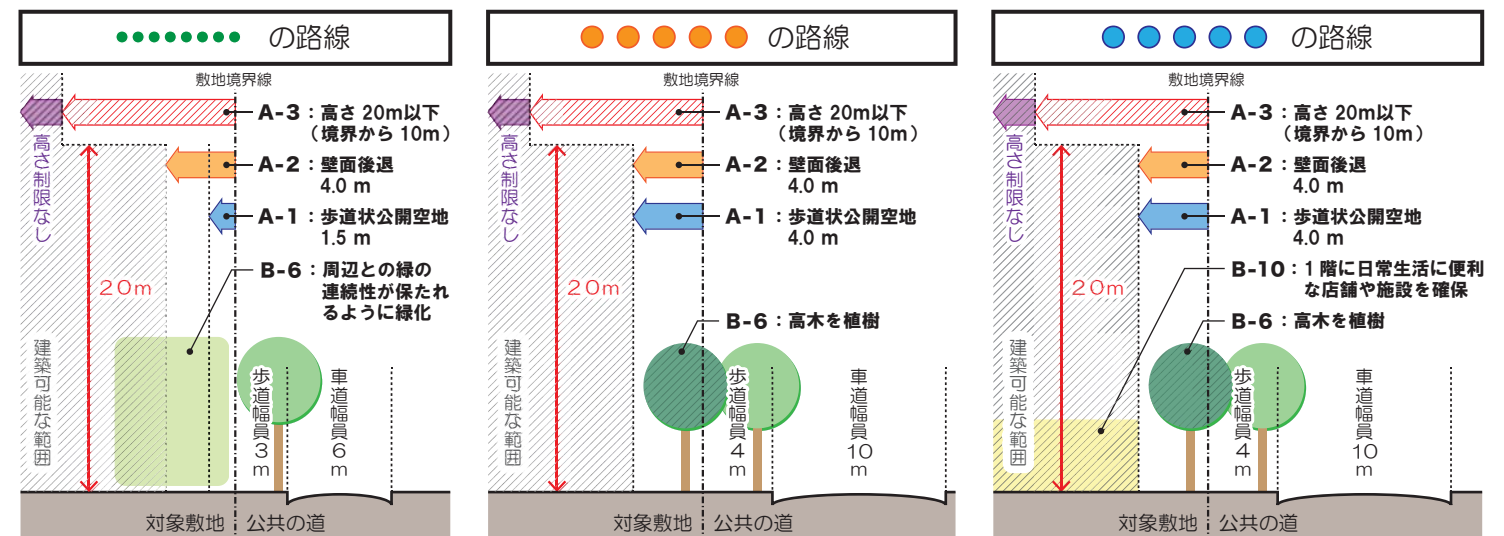 の路線
敷地境界線
A-3：高さ 20m以下
（境界から 10m）
高さ制限なし
A-2：壁面後退
4.0 m
A-1：歩道状公開空地
1.5 m
B-6：周辺との緑の
連続性が保たれ
るように緑化
20m
建築可能な範囲
歩道幅員3m
車道幅員6m
対象敷地
公共の道
の路線
敷地境界線
A-3：高さ 20m以下
（境界から 10m）
高さ制限なし
A-2：壁面後退
4.0 m
A-1：歩道状公開空地
4.0 m
20m
B-6：高木を植樹
建築可能な範囲
歩道幅員4m
車道幅員10m
対象敷地
公共の道
の路線
敷地境界線
A-3：高さ 20m以下
（境界から 10m）
高さ制限なし
A-2：壁面後退
4.0 m
A-1：歩道状公開空地
4.0 m
B-10：1 階に日常生活に便利
な店舗や施設を確保
20m
B-6：高木を植樹
建築可能な範囲
歩道幅員4m
車道幅員10m
対象敷地
公共の道